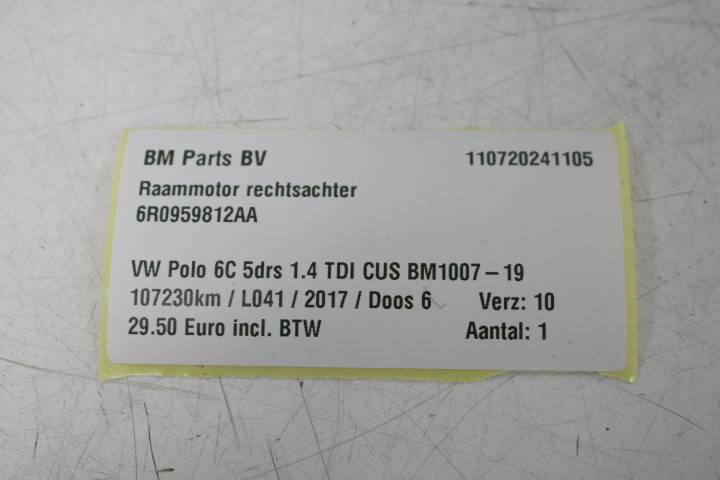 BM Parts BV 110720241105
Raammotor rechtsachter
6R0959812AA
VW Polo 6C 5drs 1.4 TDI CUS BM1007-19
107230km / L041 / 2017 / Doos 6 Verz: 10
29.50 Euro incl. BTW Aantal: 1